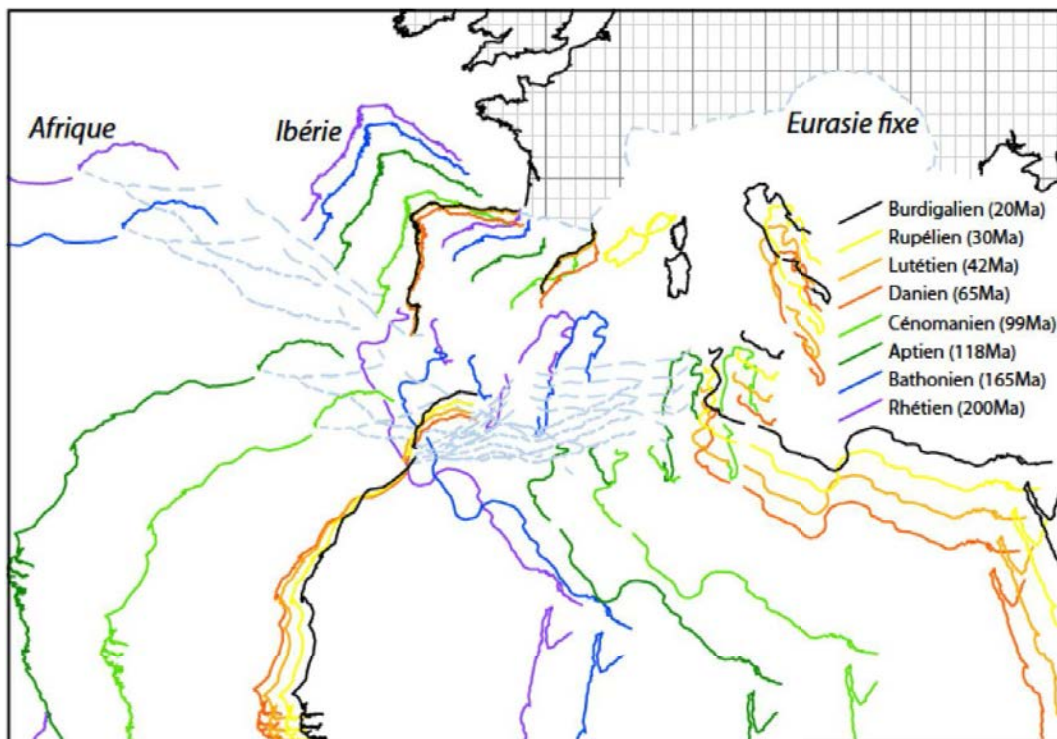 Afrique
Ibérie
Eurasie fixe
Burdigalien (20Ma)
Rupélien (30Ma)
Lutétien (42Ma)
Danien (65Ma)
Cénomanien (99Ma)
Aptien (118Ma)
Bathonien (165Ma)
Rhétien (200Ma)